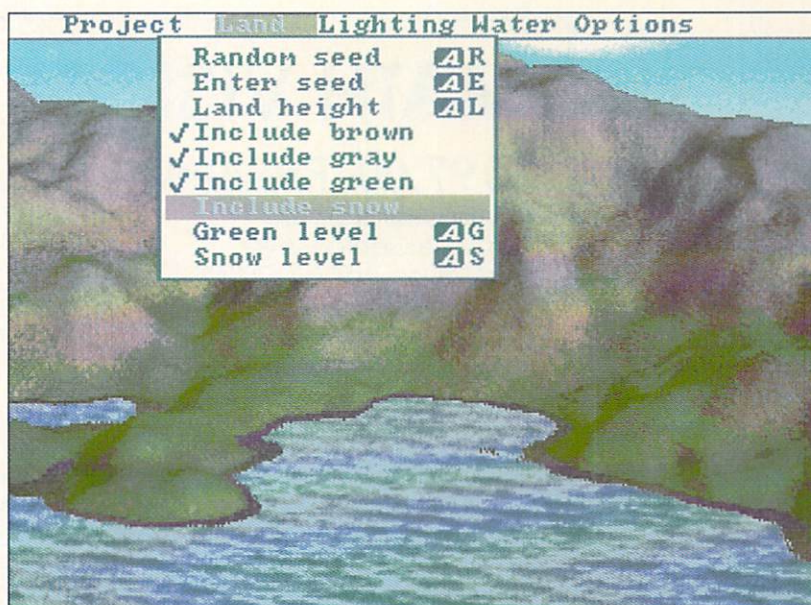 Project Land Lighting Water Options
Random seed A R
Enter seed A E
Land height A L
✓Include brown
✓Include gray
✓Include green
Include snow
Green level A G
Snow level A S